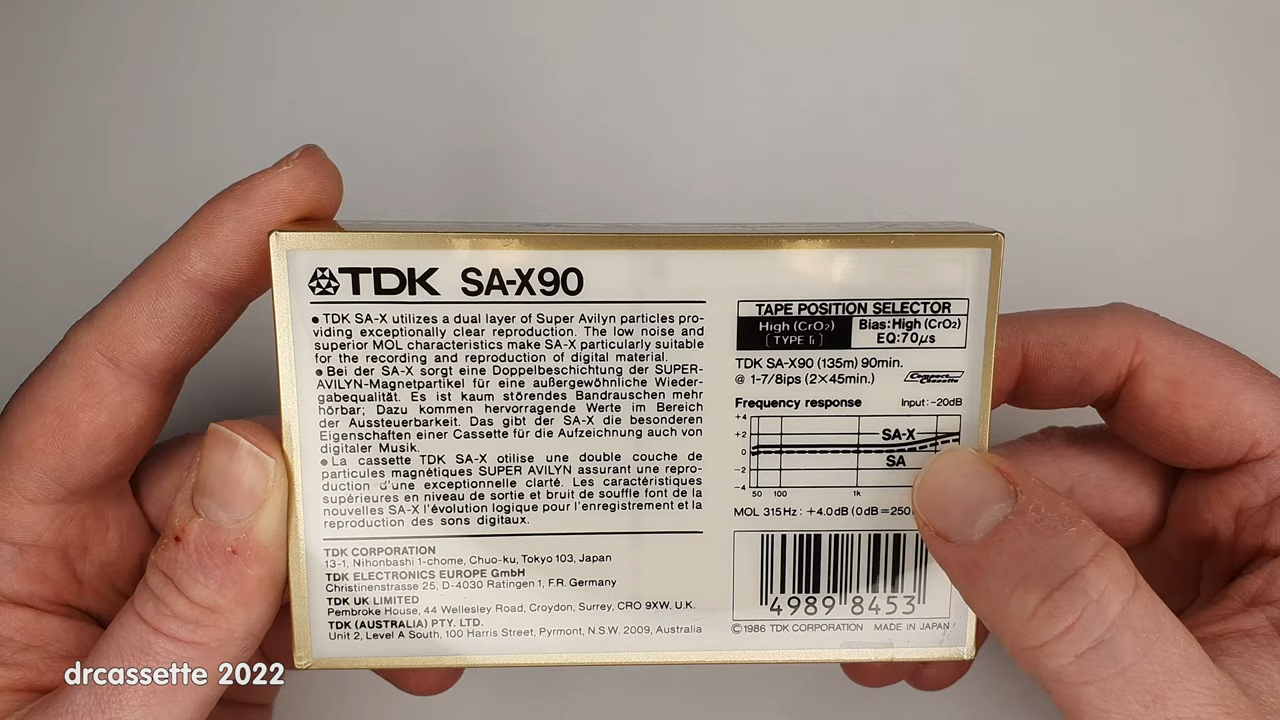 TDK SA-X90
• TDK SA-X utilizes a dual layer of Super Avilyn particles pro-
viding exceptionally clear reproduction. The low noise and
superior MOL characteristics make SA-X particularly suitable
for the recording and reproduction of digital material.
• Bei der SA-X sorgt eine Doppelbeschichtung der SUPER-
AVILYN-Magnetpartikel für eine außergewöhnliche Wieder-
gabequalität. Es ist kaum störendes Bandrauschen mehr
hörbar; Dazu kommen hervorragende Werte im Bereich
der Aussteuerbarkeit. Das gibt der SA-X die besonderen
Eigenschaften einer Cassette für die Aufzeichnung auch von
digitaler Musik.
• La cassette TDK SA-X utilise une double couche de
particules magnétiques SUPER AVILYN assurant une repro-
duction d'une exceptionnelle clarté. Les caractéristiques
supérieures en niveau de sortie et bruit de souffle font de la
nouvelles SA-X l'évolution logique pour l'enregistrement et la
reproduction des sons digitaux.
TDK CORPORATION
13-1, Nihonbashi 1-chome, Chuo-ku, Tokyo 103, Japan
TDK ELECTRONICS EUROPE GmbH
Christinenstrasse 25, D-4030 Ratingen 1, F.R. Germany
TDK UK LIMITED
Pembroke House, 44 Wellesley Road, Croydon, Surrey, CRO 9XW, U.K.
TDK (AUSTRALIA) PTY. LTD.
Unit 2, Level A South, 100 Harris Street, Pyrmont, N.S.W. 2009, Australia
TAPE POSITION SELECTOR
High (CrO₂)
[TYPE II]
Bias: High (CrO₂)
EQ: 70µs
TDK SA-X90 (135m) 90min.
@ 1-7/8ips (2×45min.)
Compact Cassette
Frequency response Input: -20dB
+4
+2
0
-2
-4
SA-X
SA
50 100 1k
MOL 315Hz : +4.0dB (0dB=250
4989 8453
©1986 TDK CORPORATION MADE IN JAPAN
drcassette 2022